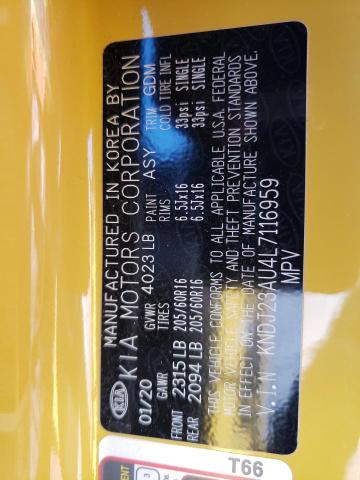 MANUFACTURED IN KOREA BY
KIA KIA MOTORS CORPORATION
01/20 GVWR 4023 LB PAINT ASY TRIM GDM
GAWR TIRES RIMS COLD TIRE INFL
FRONT 2315 LB 205/60R16 6.5Jx16 33psi SINGLE
REAR 2094 LB 205/60R16 6.5Jx16 33psi SINGLE
THIS VEHICLE CONFORMS TO ALL APPLICABLE U.S.A. FEDERAL
MOTOR VEHICLE SAFETY AND THEFT PREVENTION STANDARDS
IN EFFECT ON THE DATE OF MANUFACTURE SHOWN ABOVE.
V.I.N KNDJ23AU4L7116959
MPV
T66